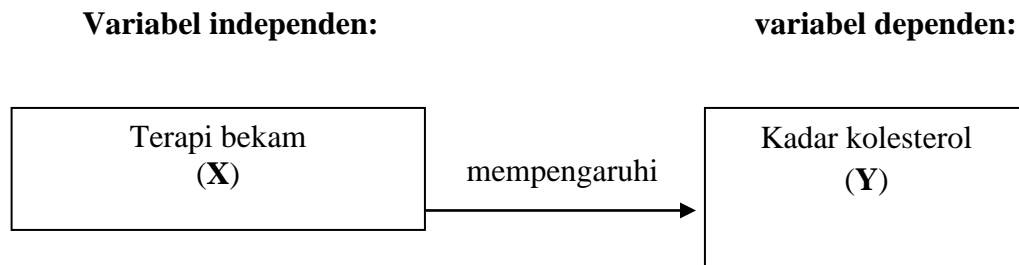 Variabel independen:
variabel dependen:
Terapi bekam
(X)
mempengaruhi
Kadar kolesterol
(Y)